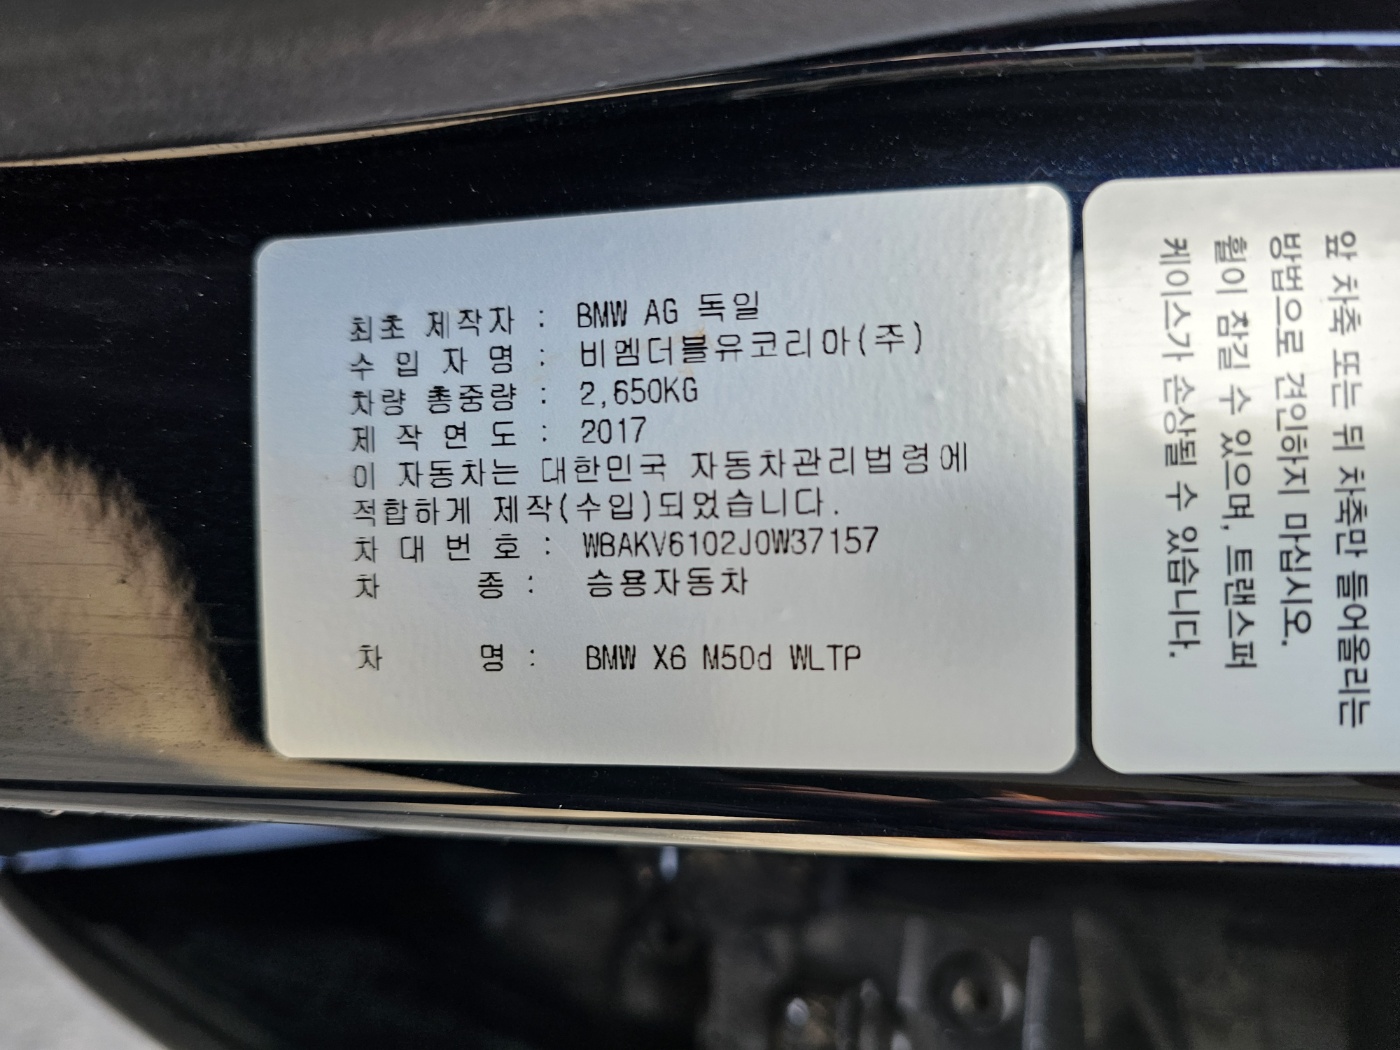 최초 제작자 : BMW AG 독일
수 입 자 명 : 비엠더블유코리아(주)
차량 총중량 : 2,650KG
제 작 연 도 : 2017
이 자동차는 대한민국 자동차관리법령에
적합하게 제작(수입)되었습니다.
차 대 번 호 : WBAKV6102J0W37157
차 종 : 승용자동차
차 명 : BMW X6 M50d WLTP
앞 차축 또는 뒤 차축만 들어올리는
방법으로 견인하지 마십시오.
휠이 잠길 수 있으며, 트랜스퍼
케이스가 손상될 수 있습니다.